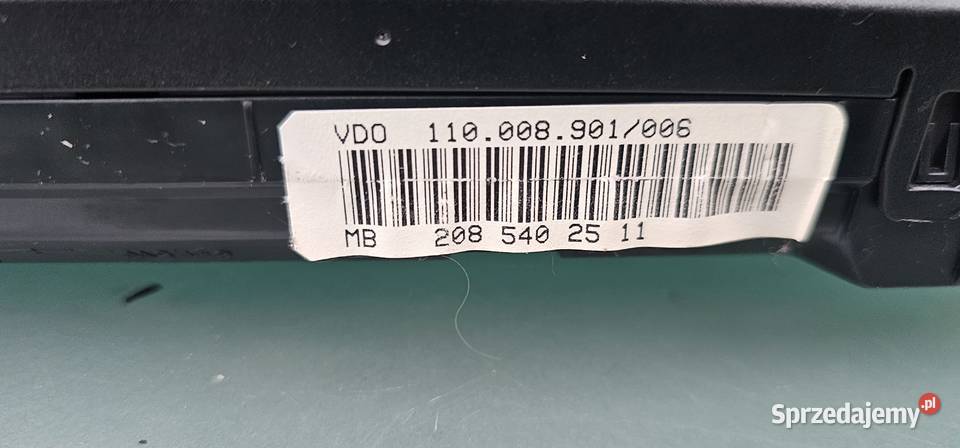 VDO 110.008.901/006
MB 208 540 25 11
Sprzedajemy.pl